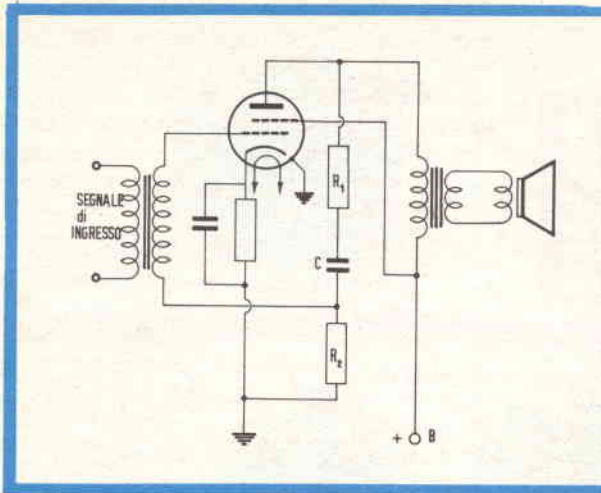 SEGNALE
di
INGRESSO
R₁
C
R₂
+ B